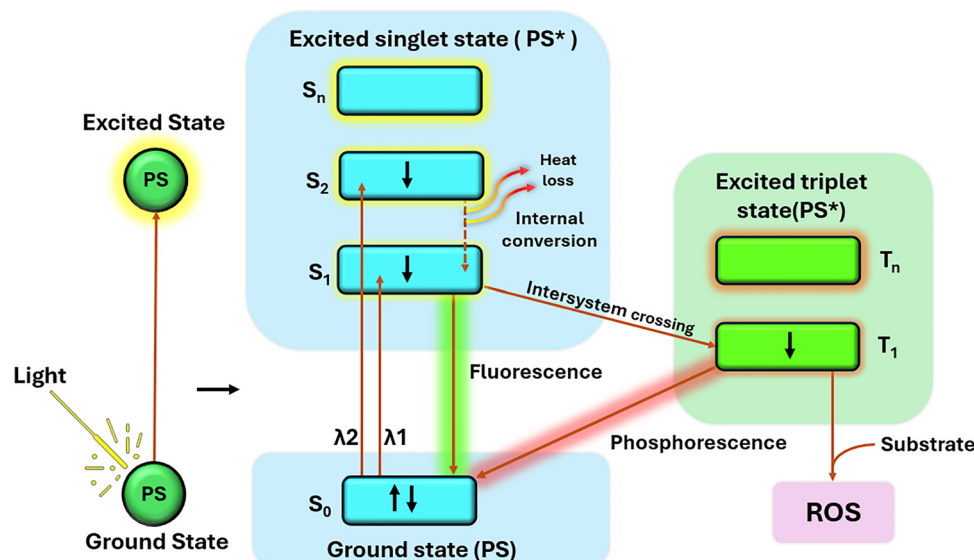 Excited State
PS
Light
PS
Ground State
Excited singlet state ( PS* )
Sₙ
S₂
Heat
loss
Internal
conversion
S₁
Intersystem crossing
Fluorescence
λ2 λ1
S₀
Ground state (PS)
Excited triplet
state(PS*)
Tₙ
T₁
Phosphorescence
Substrate
ROS